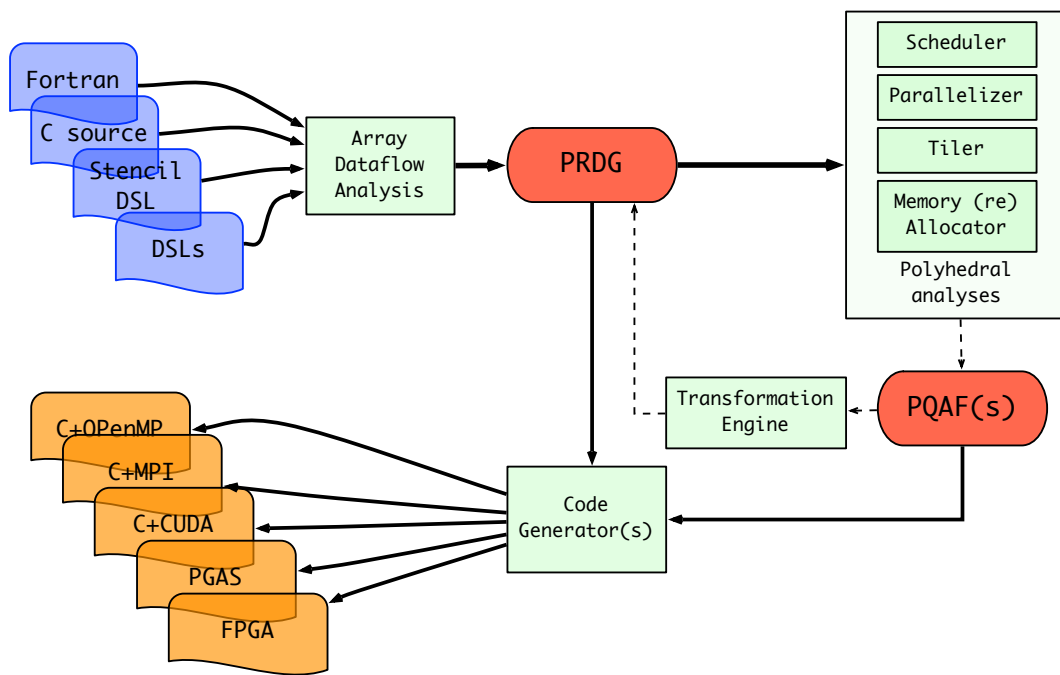 Fortran
C source
Stencil
DSL
DSLs
Array
Dataflow
Analysis
PRDG
Scheduler
Parallelizer
Tiler
Memory (re)
Allocator
Polyhedral
analyses
Transformation
Engine
PQAF(s)
C+OPenMP
C+MPI
C+CUDA
PGAS
FPGA
Code
Generator(s)